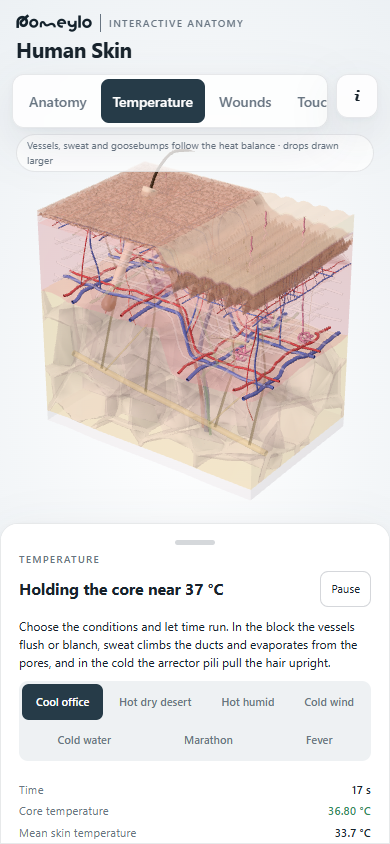 Domeylo | INTERACTIVE ANATOMY
Human Skin
Anatomy Temperature Wounds Touc i
Vessels, sweat and goosebumps follow the heat balance · drops drawn
larger
TEMPERATURE
Holding the core near 37 °C
Pause
Choose the conditions and let time run. In the block the vessels
flush or blanch, sweat climbs the ducts and evaporates from the
pores, and in the cold the arrector pili pull the hair upright.
Cool office Hot dry desert Hot humid Cold wind
Cold water Marathon Fever
Time 17 s
Core temperature 36.80 °C
Mean skin temperature 33.7 °C